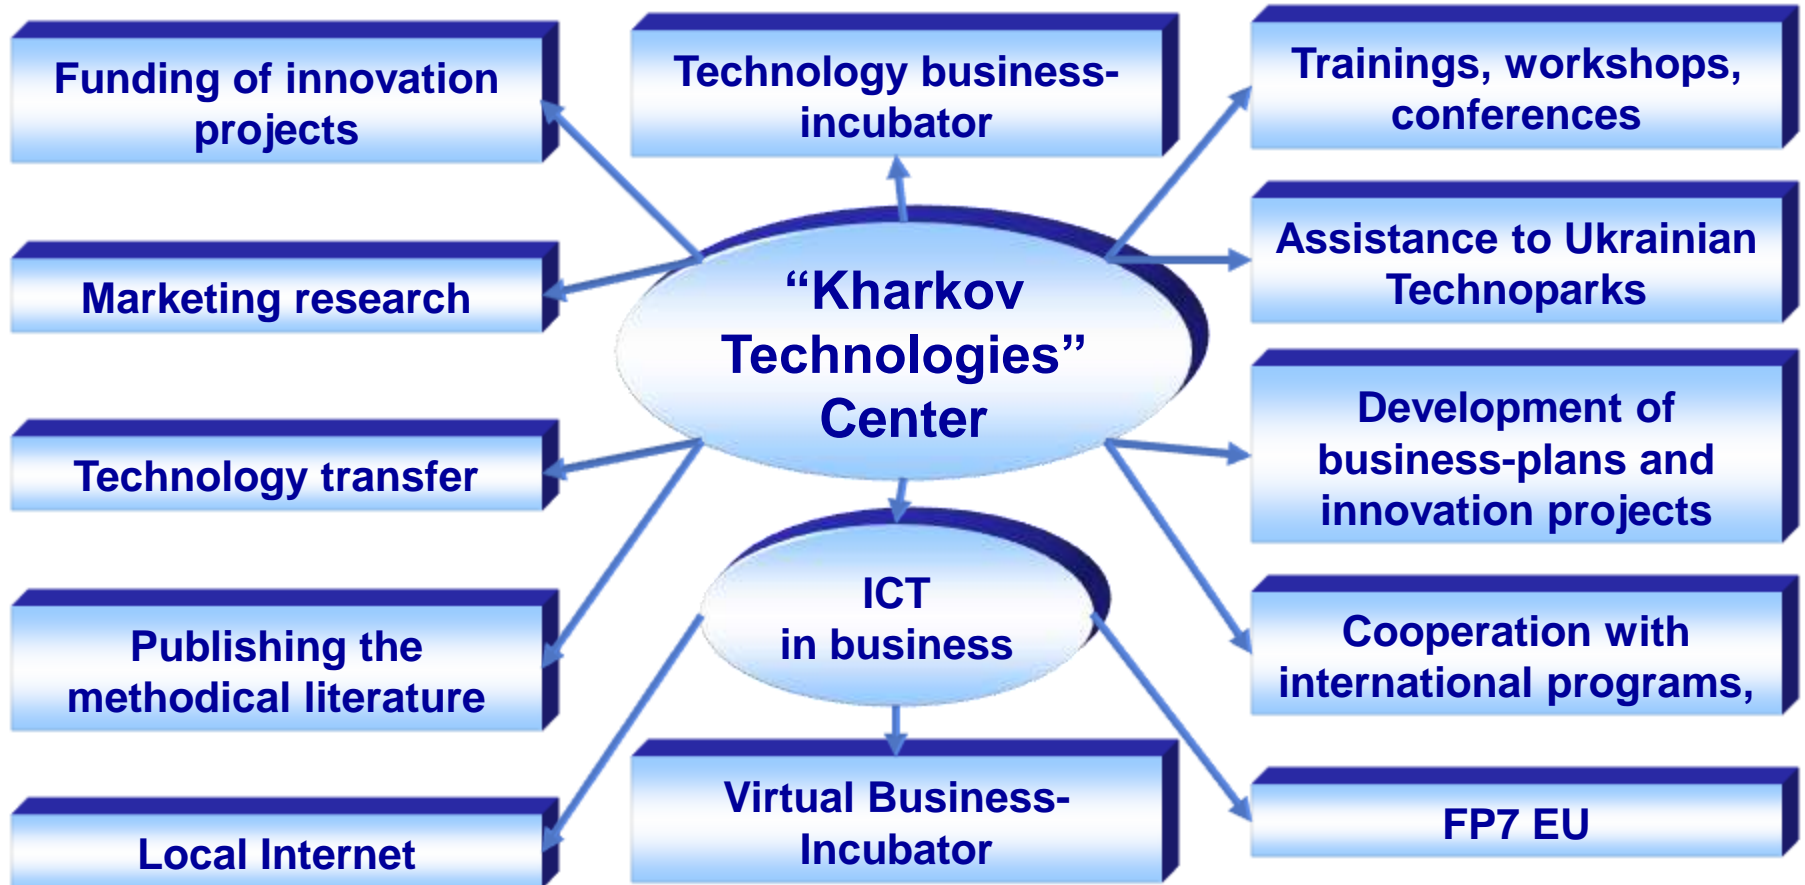 Funding of innovation
projects
Technology business-
incubator
Trainings, workshops,
conferences
Marketing research
“Kharkov
Technologies”
Center
Assistance to Ukrainian
Technoparks
Technology transfer
Development of
business-plans and
innovation projects
Publishing the
methodical literature
ICT
in business
Cooperation with
international programs,
Local Internet
Virtual Business-
Incubator
FP7 EU